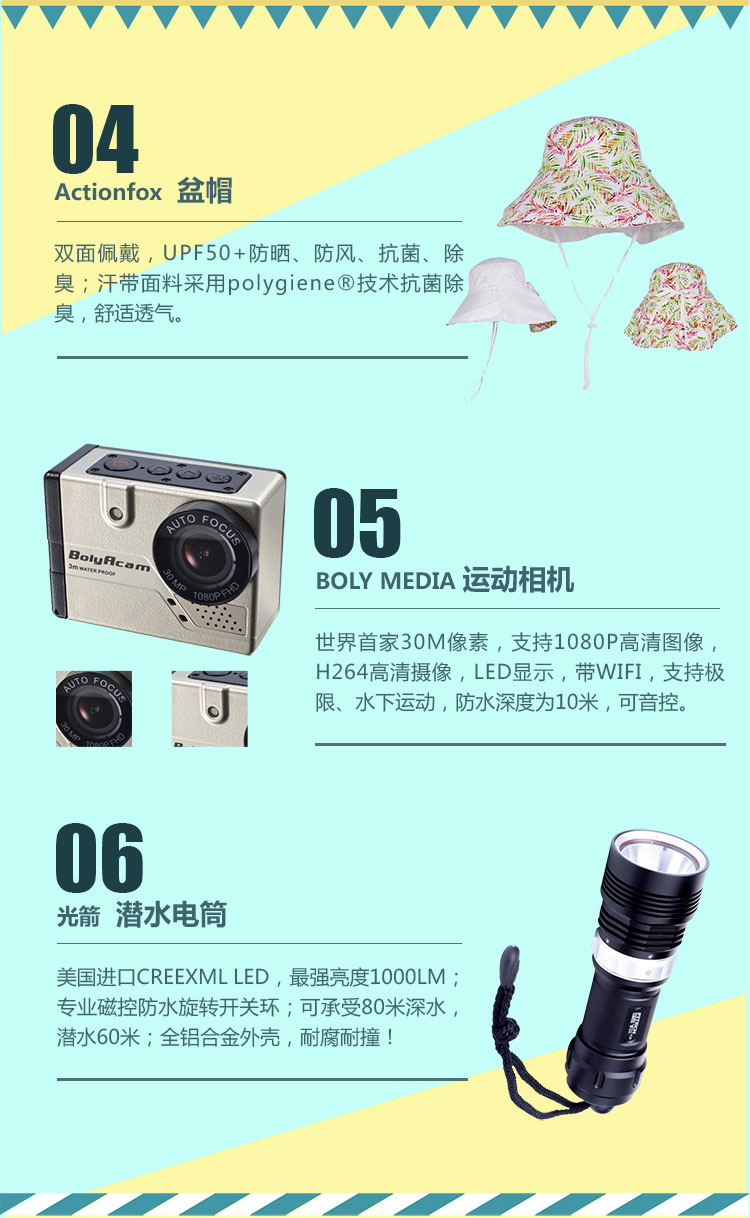 04
Actionfox 盆帽
双面佩戴，UPF50+防晒、防风、抗菌、除
臭；汗带面料采用polygiene®技术抗菌除
臭，舒适透气。
AUTO FOCUS
BolyAcam
3m WATER PROOF
30MP 1080P FHD
05
BOLY MEDIA 运动相机
世界首家30M像素，支持1080P高清图像，
H264高清摄像，LED显示，带WIFI，支持极
限、水下运动，防水深度为10米，可音控。
AUTO FOCUS
30MP 1080P FHD
06
光箭 潜水电筒
美国进口CREEXML LED，最强亮度1000LM；
专业磁控防水旋转开关环；可承受80米深水，
潜水60米；全铝合金外壳，耐腐耐撞！